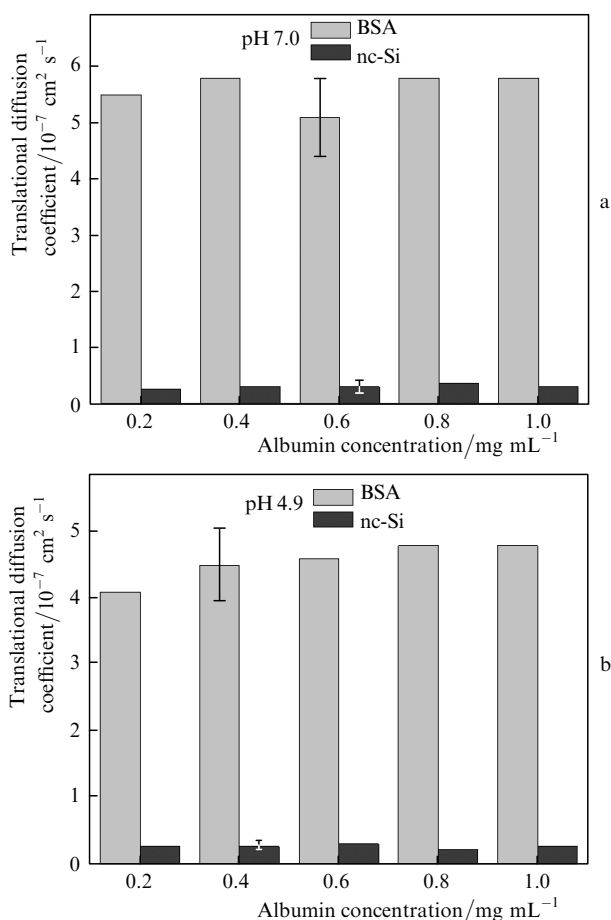 Translational diffusion
coefficient/10⁻⁷ cm² s⁻¹
pH 7.0
BSA
nc-Si
6
5
4
3
2
1
0
0.2 0.4 0.6 0.8 1.0
Albumin concentration/mg mL⁻¹
a
Translational diffusion
coefficient/10⁻⁷ cm² s⁻¹
pH 4.9
BSA
nc-Si
5
4
3
2
1
0
0.2 0.4 0.6 0.8 1.0
Albumin concentration/mg mL⁻¹
b